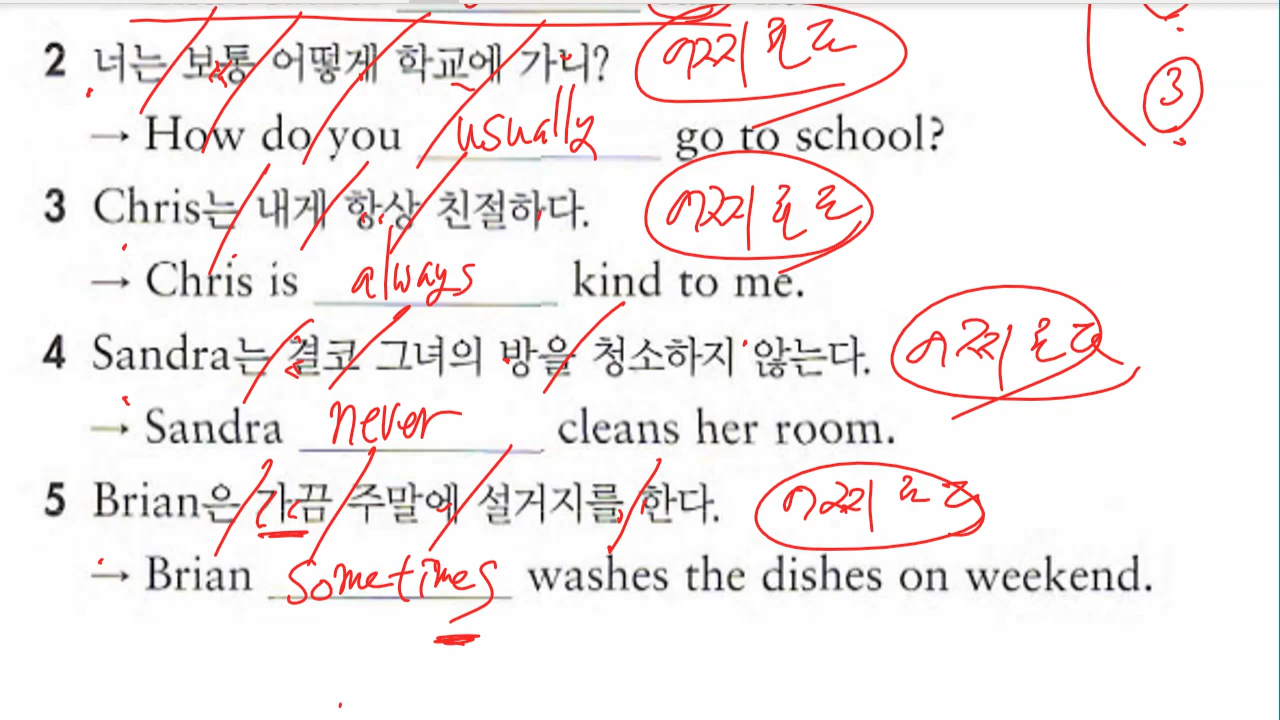 2 너는 보통 어떻게 학교에 가니?
→ How do you usually go to school?
3 Chris는 내게 항상 친절하다.
→ Chris is always kind to me.
4 Sandra는 결코 그녀의 방을 청소하지 않는다.
→ Sandra never cleans her room.
5 Brian은 가끔 주말에 설거지를 한다.
→ Brian sometimes washes the dishes on weekend.
3